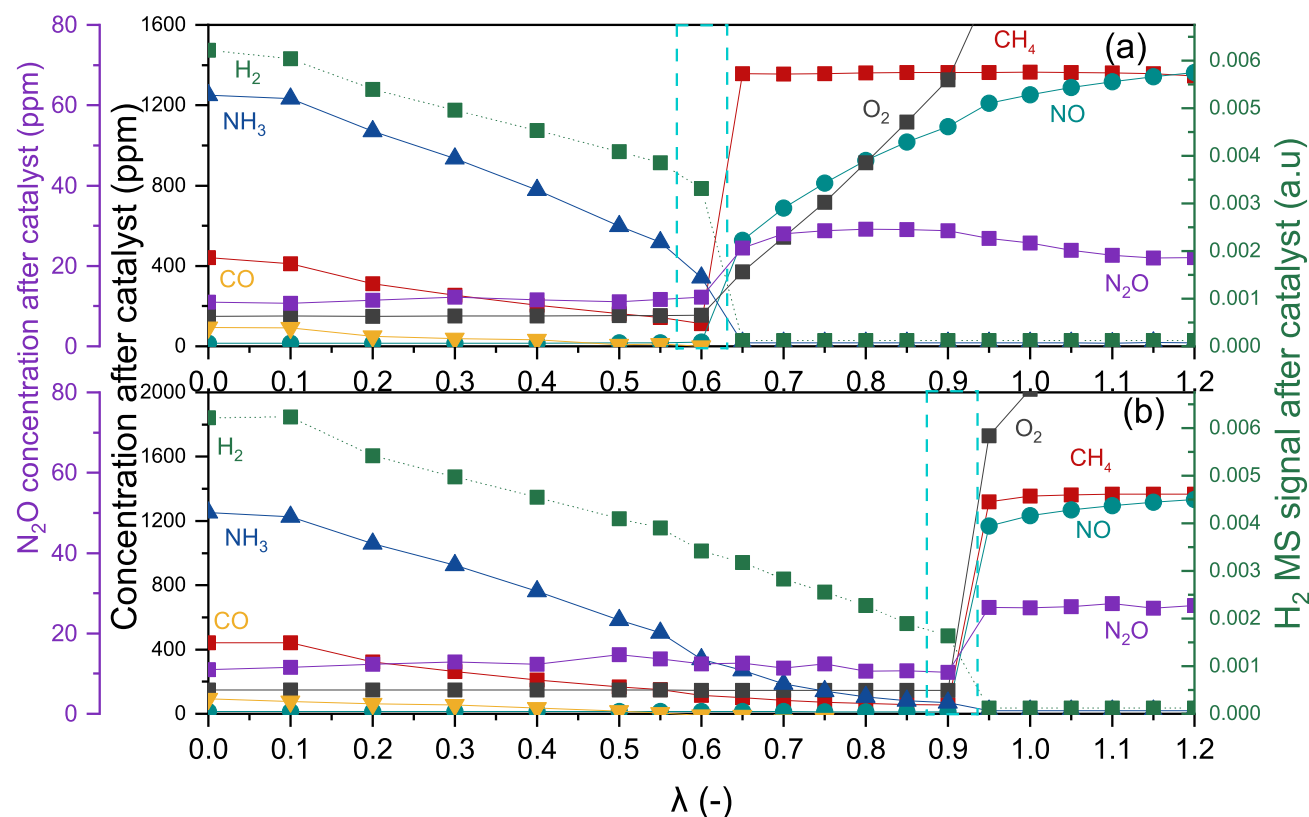 N₂O concentration after catalyst (ppm)
Concentration after catalyst (ppm)
H₂ MS signal after catalyst (a.u)
80
60
40
20
0
1600
1200
800
400
0
0.006
0.005
0.004
0.003
0.002
0.001
0.000
(a)
H₂
NH₃
CO
CH₄
O₂
NO
N₂O
0.0 0.1 0.2 0.3 0.4 0.5 0.6 0.7 0.8 0.9 1.0 1.1 1.2
80
60
40
20
0
2000
1600
1200
800
400
0
0.006
0.005
0.004
0.003
0.002
0.001
0.000
(b)
O₂
H₂
CH₄
NH₃
NO
CO
N₂O
0.0 0.1 0.2 0.3 0.4 0.5 0.6 0.7 0.8 0.9 1.0 1.1 1.2
λ (-)